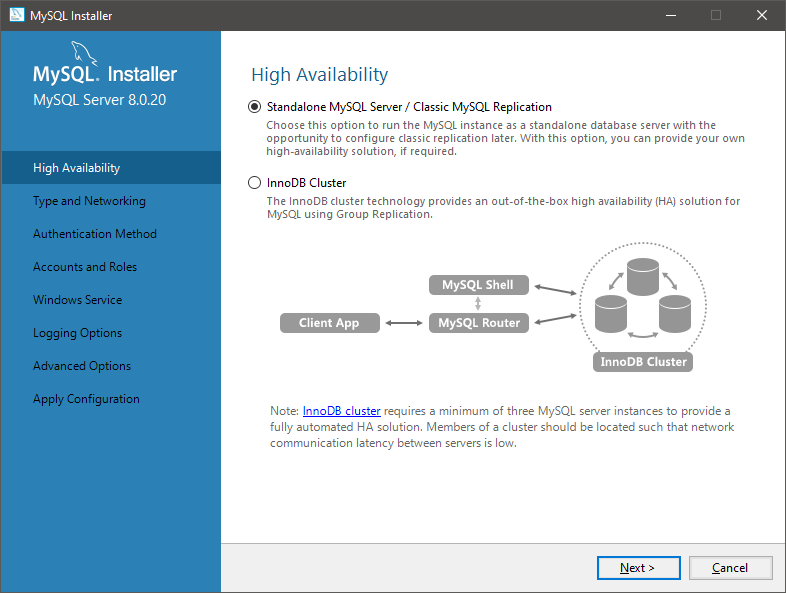 MySQL Installer
MySQL. Installer
MySQL Server 8.0.20
High Availability
Type and Networking
Authentication Method
Accounts and Roles
Windows Service
Logging Options
Advanced Options
Apply Configuration
High Availability
Standalone MySQL Server / Classic MySQL Replication
Choose this option to run the MySQL instance as a standalone database server with the
opportunity to configure classic replication later. With this option, you can provide your own
high-availability solution, if required.
InnoDB Cluster
The InnoDB cluster technology provides an out-of-the-box high availability (HA) solution for
MySQL using Group Replication.
MySQL Shell
Client App
MySQL Router
InnoDB Cluster
Note: InnoDB cluster requires a minimum of three MySQL server instances to provide a
fully automated HA solution. Members of a cluster should be located such that network
communication latency between servers is low.
Next >
Cancel